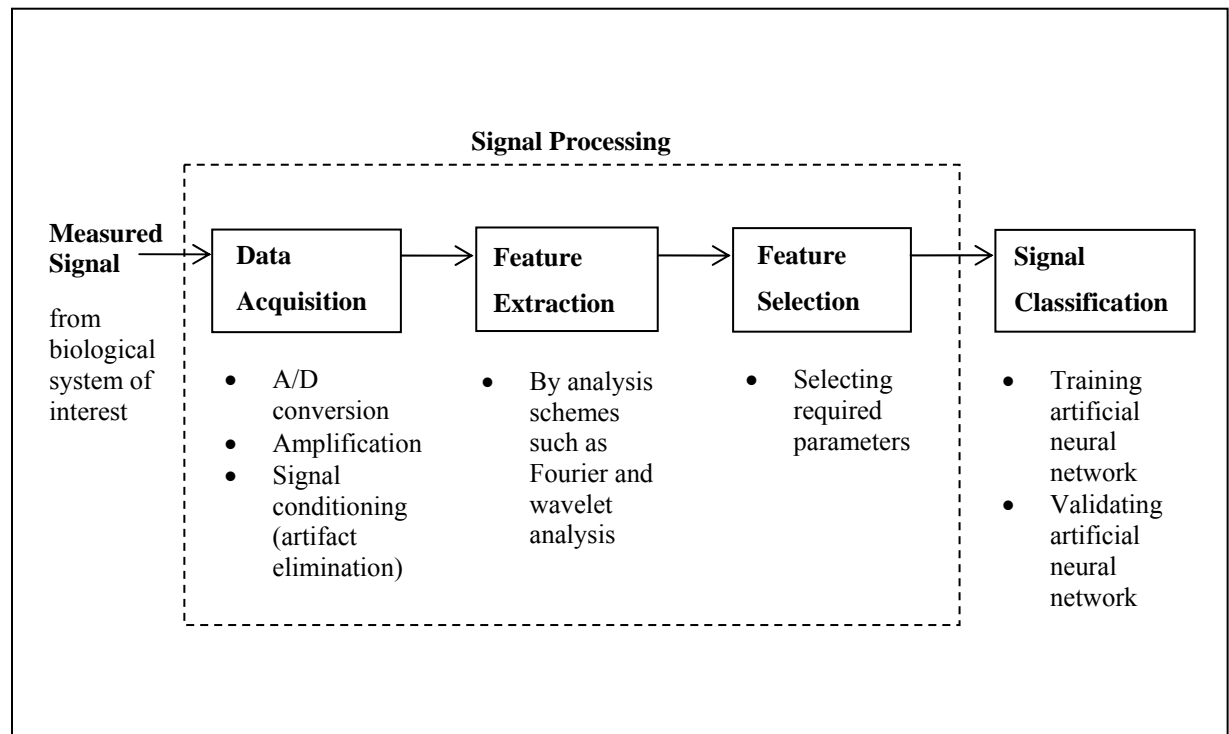 Signal Processing
Measured
Signal
from
biological
system of
interest
Data
Acquisition
• A/D
conversion
• Amplification
• Signal
conditioning
(artifact
elimination)
Feature
Extraction
• By analysis
schemes
such as
Fourier and
wavelet
analysis
Feature
Selection
• Selecting
required
parameters
Signal
Classification
• Training
artificial
neural
network
• Validating
artificial
neural
network